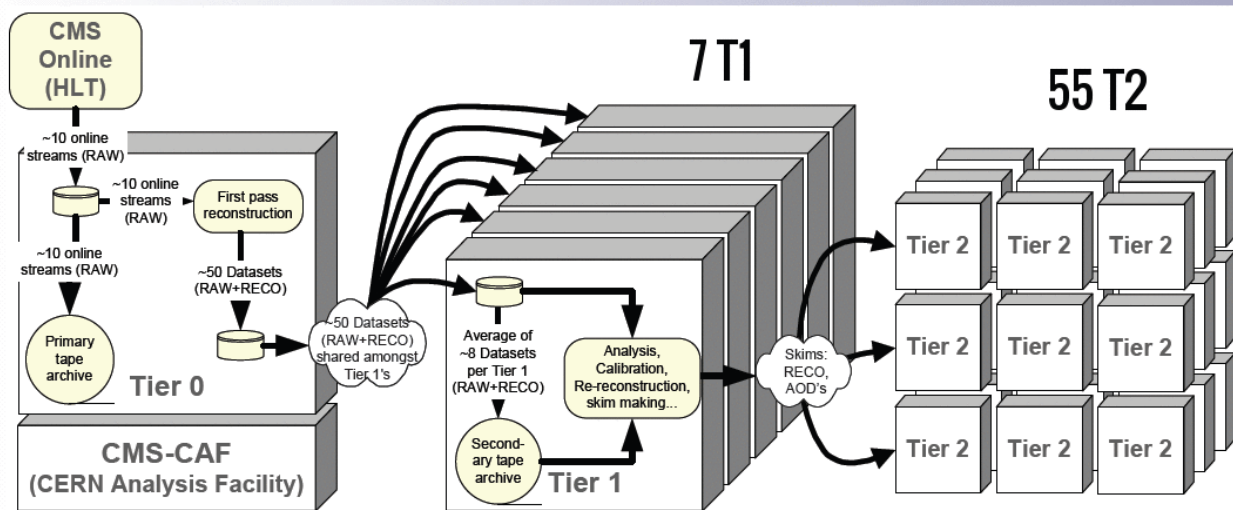 CMS
Online
(HLT)
~10 online
streams (RAW)
~10 online
streams
(RAW)
First pass
reconstruction
~10 online
streams (RAW)
~50 Datasets
(RAW+RECO)
Primary
tape
archive
Tier 0
CMS-CAF
(CERN Analysis Facility)
~50 Datasets
(RAW+RECO)
shared amongst
Tier 1's
7 T1
Average of
~8 Datasets
per Tier 1
(RAW+RECO)
Analysis,
Calibration,
Re-reconstruction,
skim making...
Second-
ary tape
archive
Tier 1
Skims:
RECO,
AOD's
55 T2
Tier 2
Tier 2
Tier 2
Tier 2
Tier 2
Tier 2
Tier 2
Tier 2
Tier 2